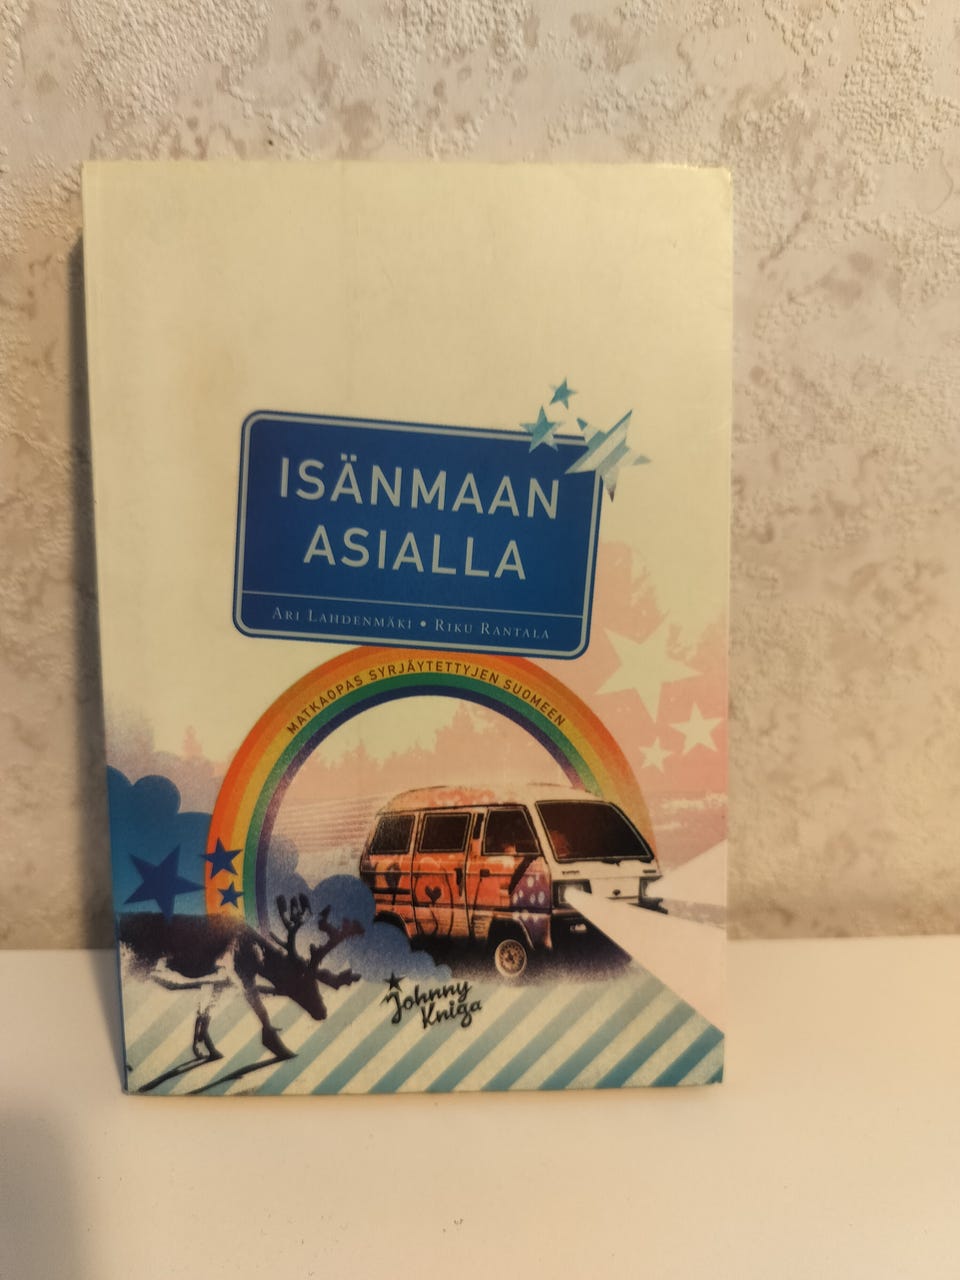 ISÄNMAAN
ASIALLA
ARI LAHDENMÄKI • RIKU RANTALA
MATKAOPAS SYRJÄYTETTYJEN SUOMEEN
Johnny
Kniga